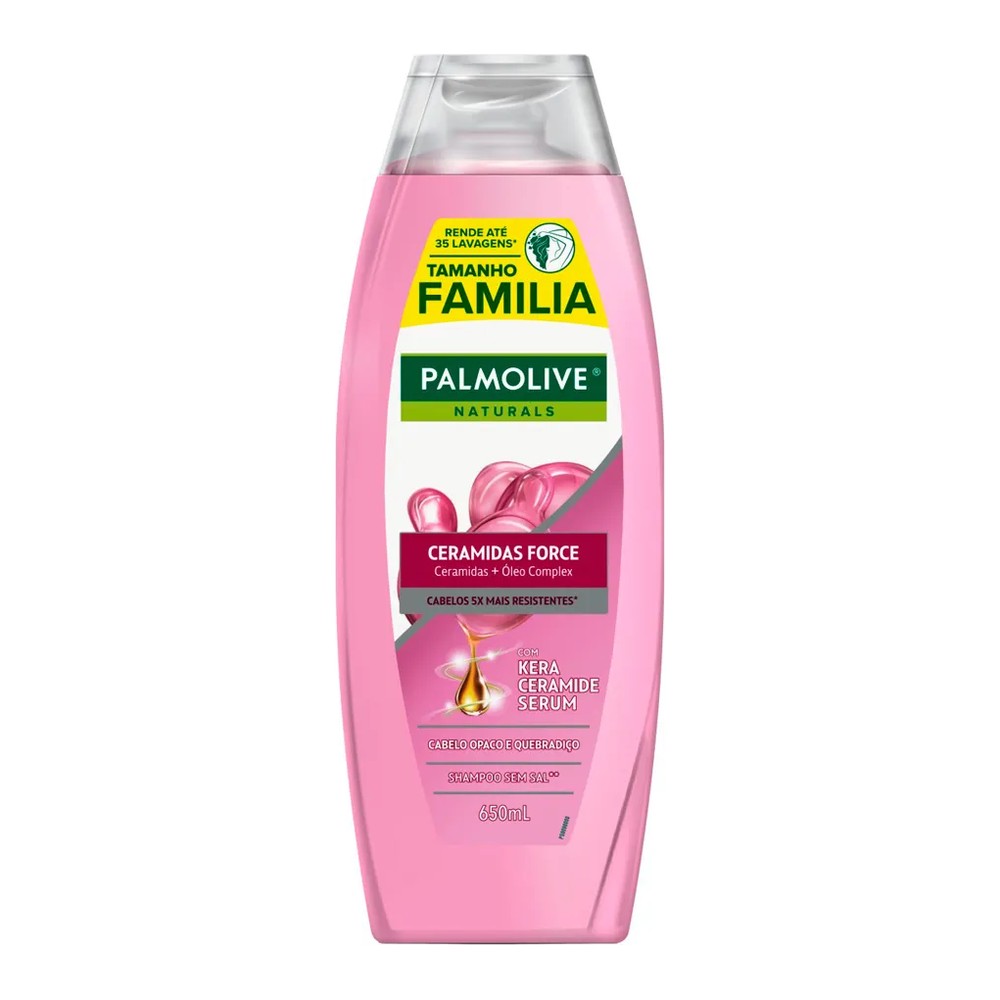 RENDE ATÉ
35 LAVAGENS*
TAMANHO
FAMILIA
PALMOLIVE®
NATURALS
CERAMIDAS FORCE
Ceramidas + Óleo Complex
CABELOS 5X MAIS RESISTENTES*
COM
KERA
CERAMIDE
SERUM
CABELO OPACO E QUEBRADIÇO
SHAMPOO SEM SAL**
650mL